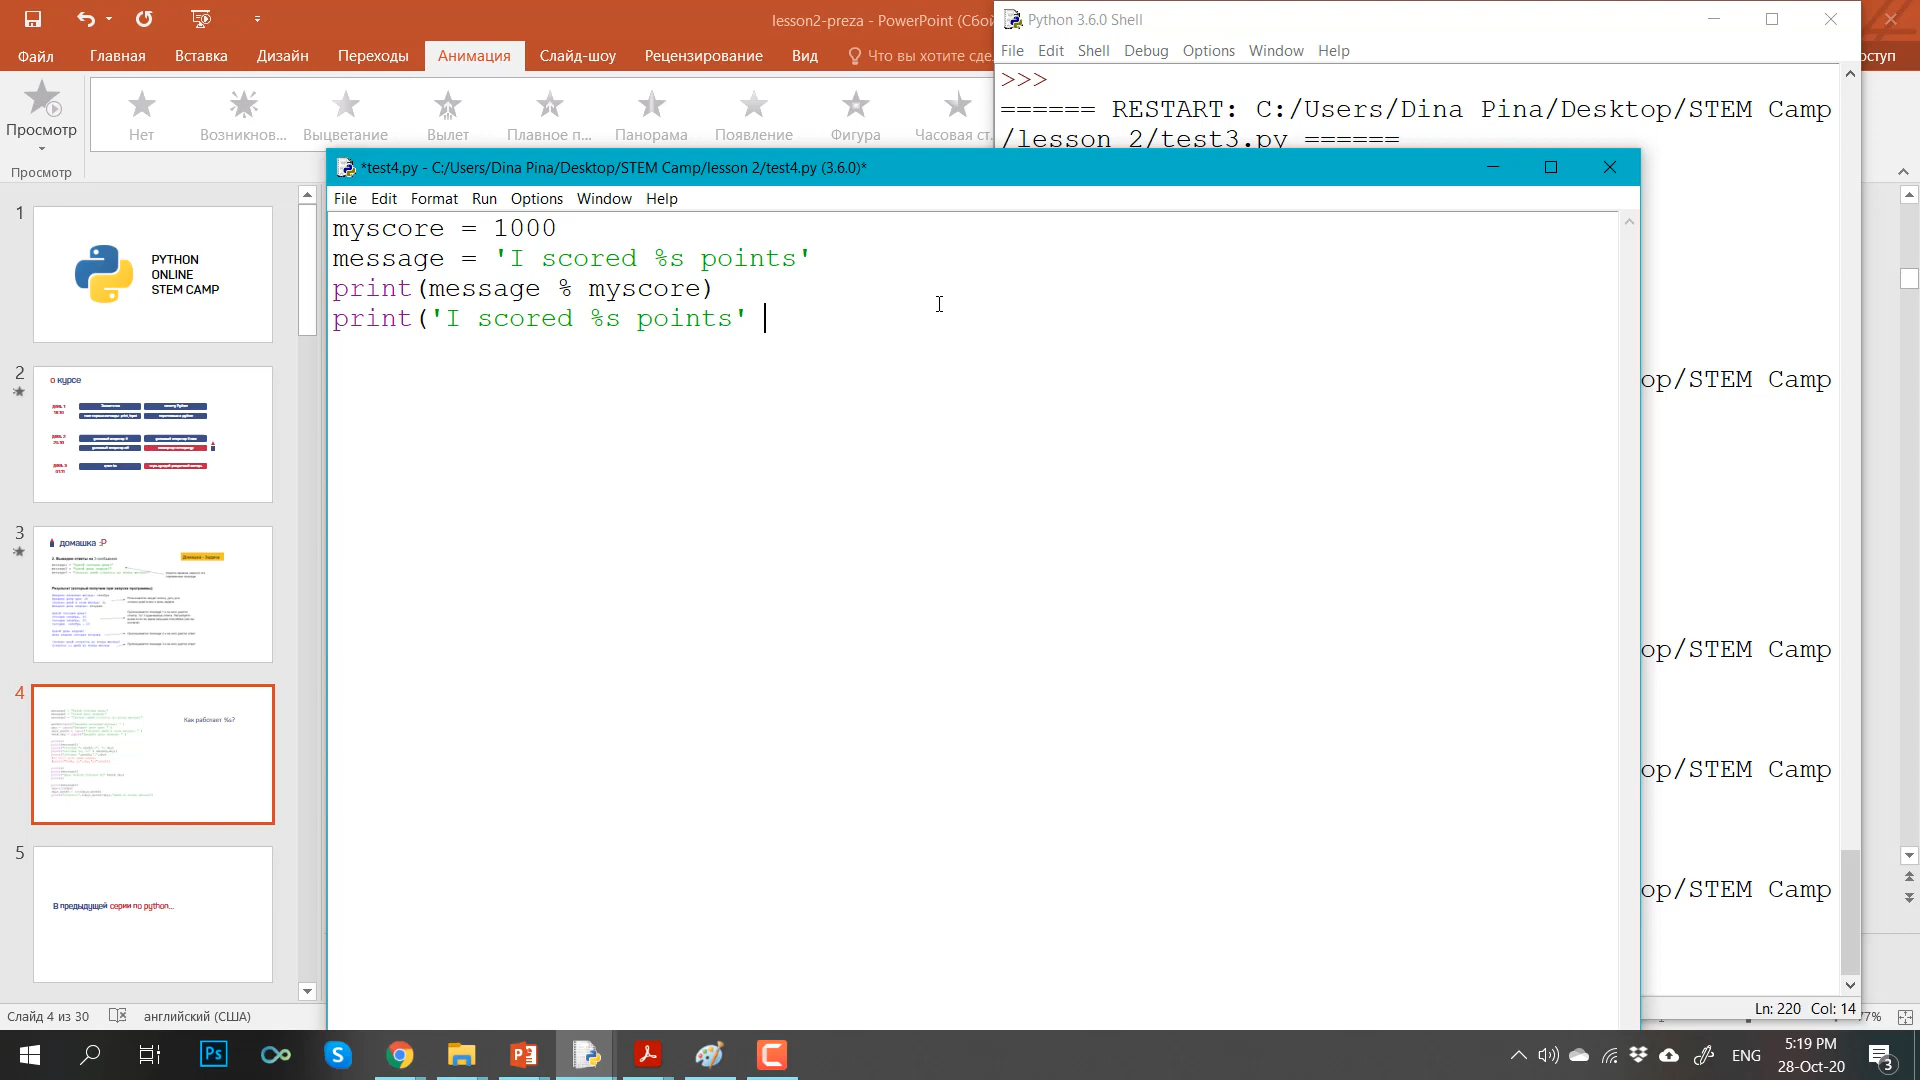 lesson2-preza - PowerPoint (Сбой
Файл Главная Вставка Дизайн Переходы Анимация Слайд-шоу Рецензирование Вид Что вы хотите сде
оступ
Просмотр
Нет Возникнов... Выцветание Вылет Плавное п... Панорама Появление Фигура Часовая ст.
Просмотр
Python 3.6.0 Shell
File Edit Shell Debug Options Window Help
>>>
====== RESTART: C:/Users/Dina Pina/Desktop/STEM Camp
/lesson 2/test3.py ======
*test4.py - C:/Users/Dina Pina/Desktop/STEM Camp/lesson 2/test4.py (3.6.0)*
File Edit Format Run Options Window Help
myscore = 1000
message = 'I scored %s points'
print(message % myscore)
print('I scored %s points'
op/STEM Camp
op/STEM Camp
op/STEM Camp
op/STEM Camp
Ln: 220 Col: 14
77%
1
PYTHON
ONLINE
STEM CAMP
2
о курсе
3
домашка :P
4
Как работает %s?
5
В предыдущей серии по python...
Слайд 4 из 30 английский (США)
Ps
ENG
5:19 PM
28-Oct-20
3